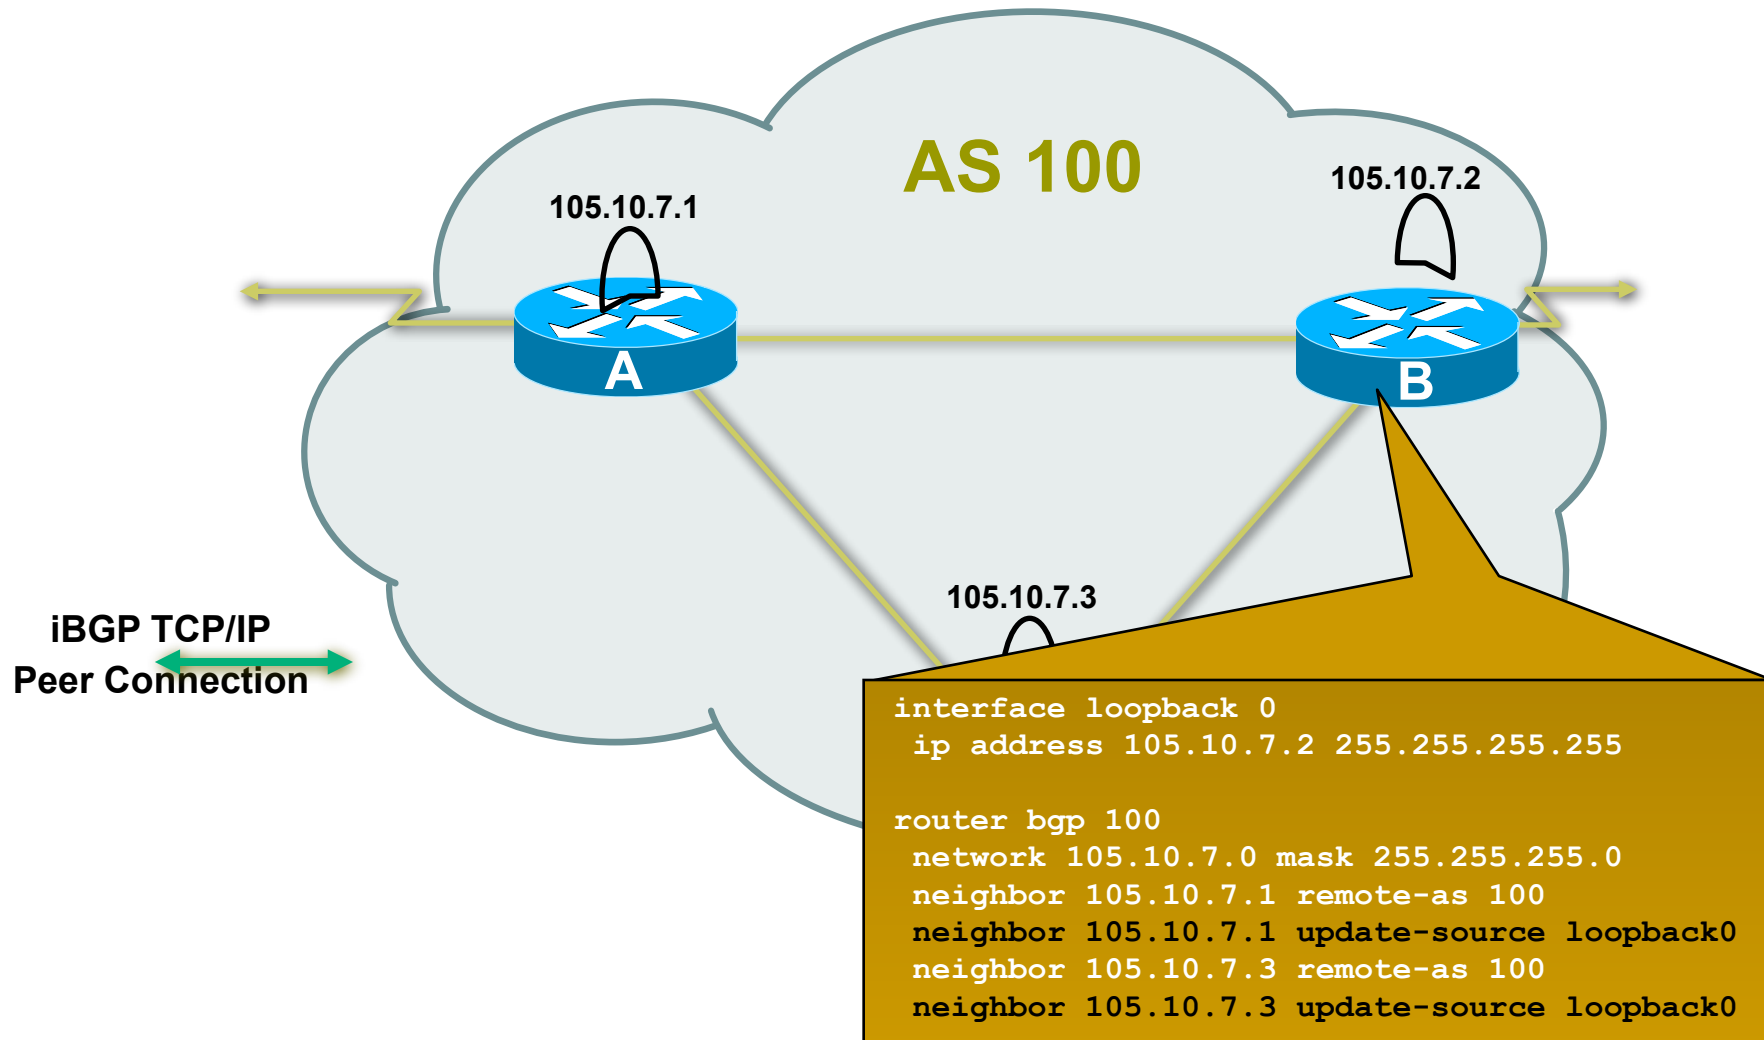 AS 100
105.10.7.1
105.10.7.2
A
B
105.10.7.3
iBGP TCP/IP
Peer Connection
interface loopback 0
ip address 105.10.7.2 255.255.255.255
router bgp 100
network 105.10.7.0 mask 255.255.255.0
neighbor 105.10.7.1 remote-as 100
neighbor 105.10.7.1 update-source loopback0
neighbor 105.10.7.3 remote-as 100
neighbor 105.10.7.3 update-source loopback0